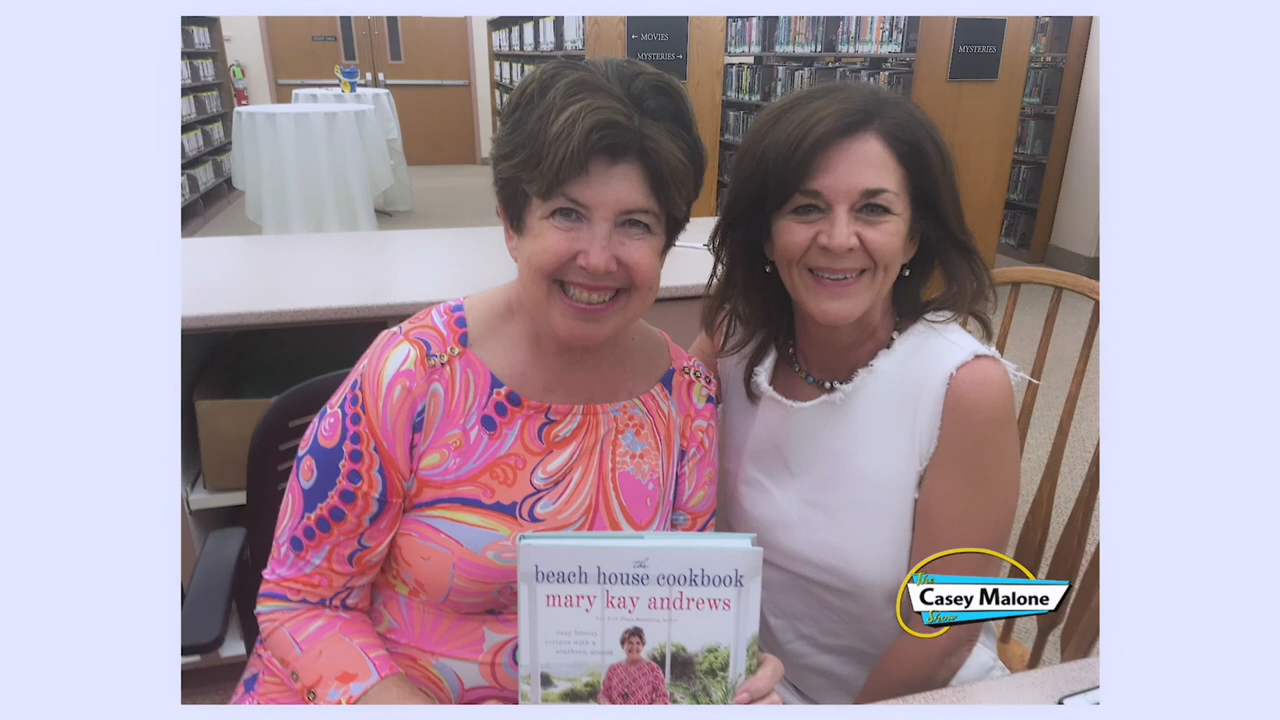 ← MOVIES
MYSTERIES →
MYSTERIES
the
beach house cookbook
mary kay andrews
easy breezy
recipes with a
southern accent
The
Casey Malone
Show